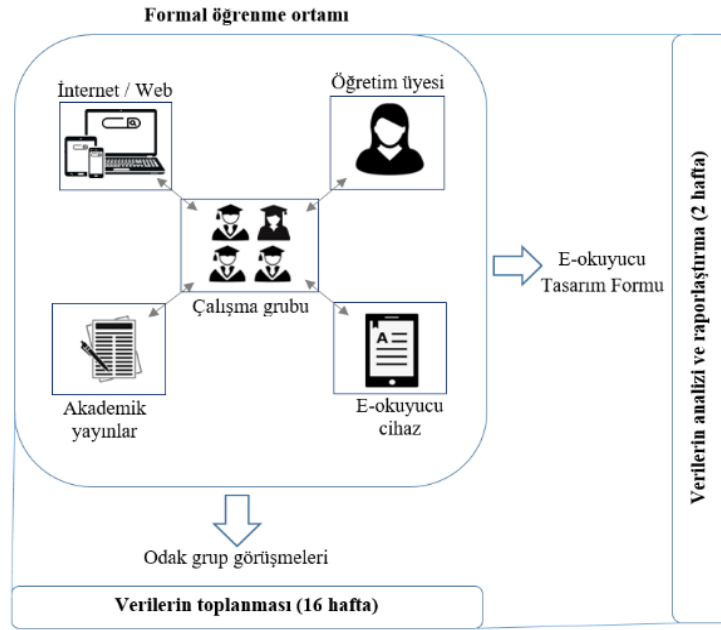 Formal öğrenme ortamı
İnternet / Web
Öğretim üyesi
Çalışma grubu
Akademik
yayınlar
E-okuyucu
cihaz
E-okuyucu
Tasarım Formu
Odak grup görüşmeleri
Verilerin toplanması (16 hafta)
Verilerin analizi ve raporlaştırma (2 hafta)